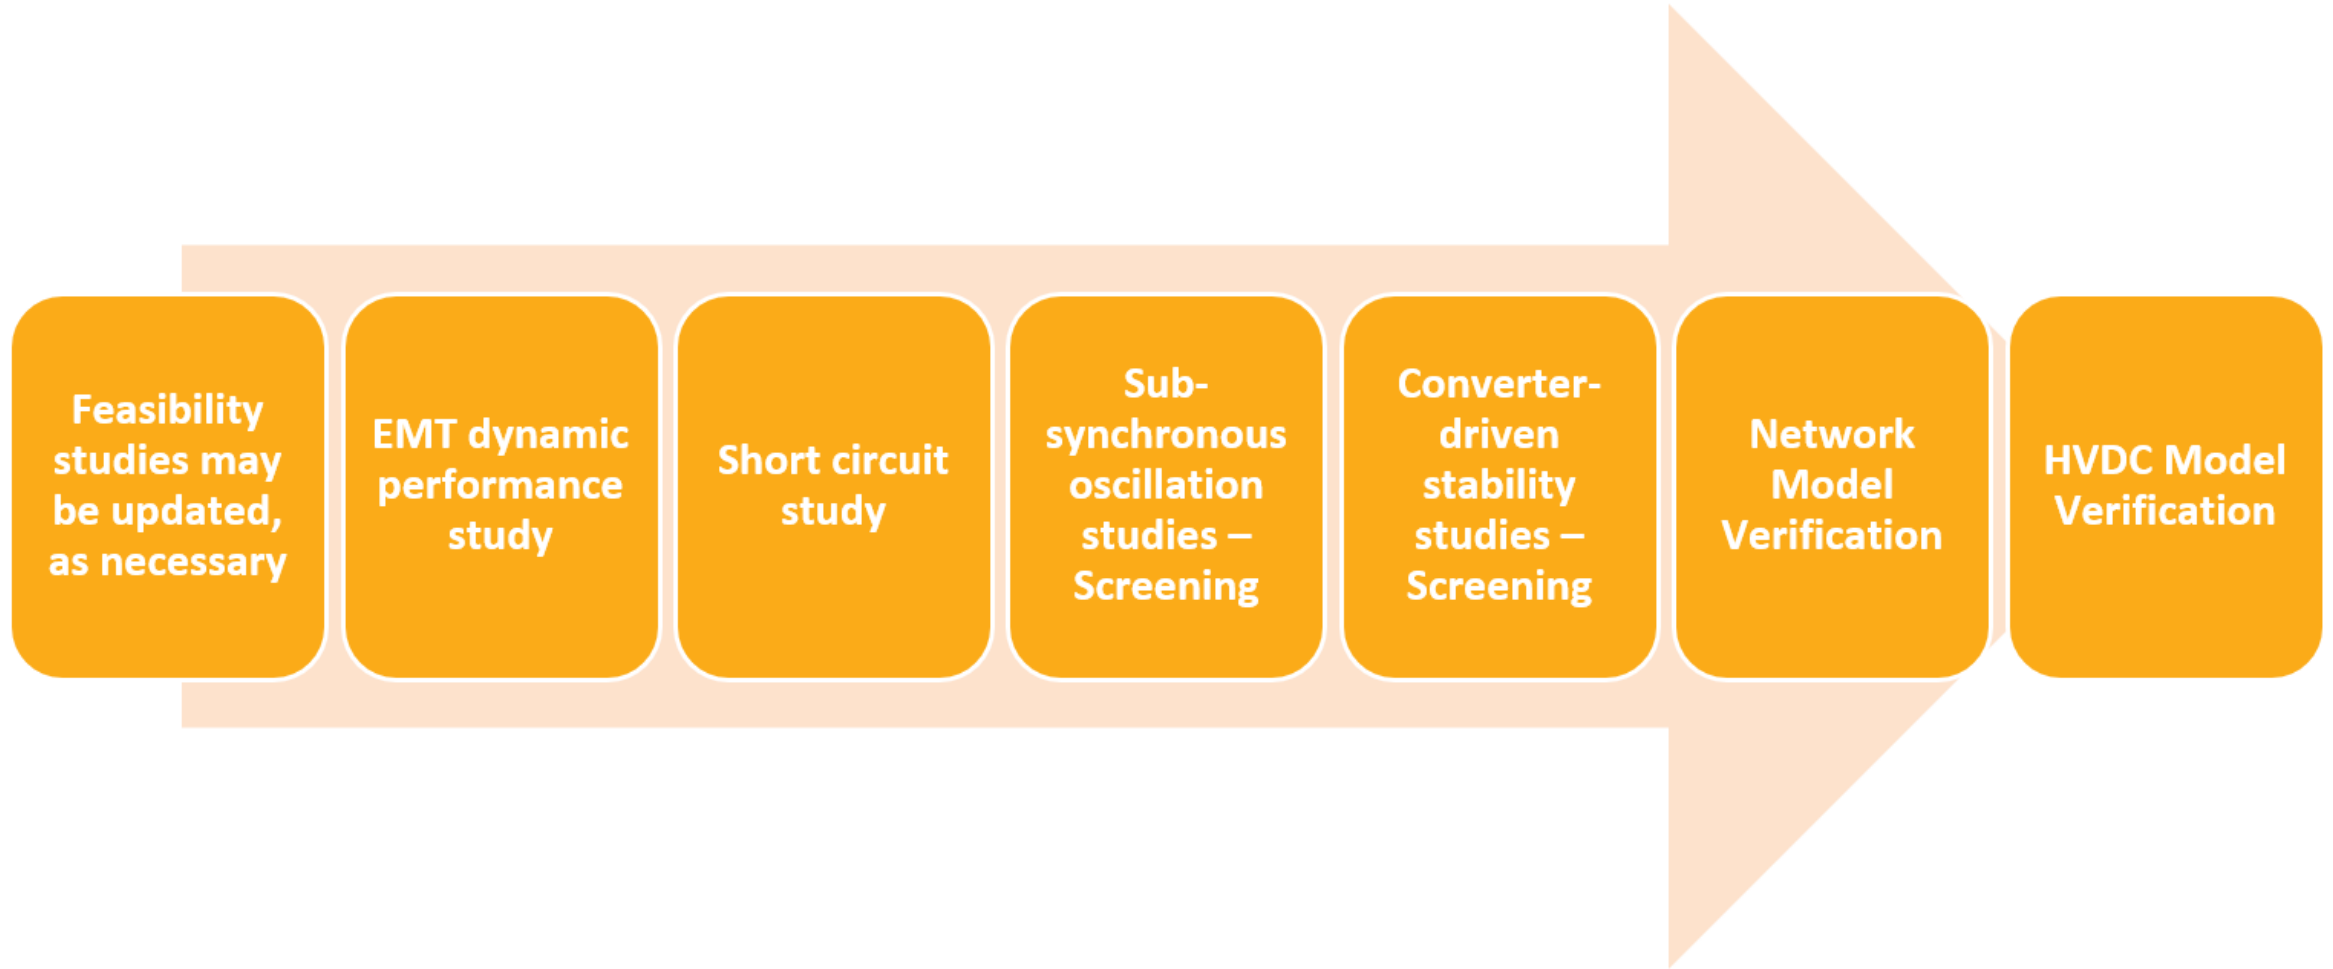 Feasibility
studies may
be updated,
as necessary
EMT dynamic
performance
study
Short circuit
study
Sub-
synchronous
oscillation
studies –
Screening
Converter-
driven
stability
studies –
Screening
Network
Model
Verification
HVDC Model
Verification